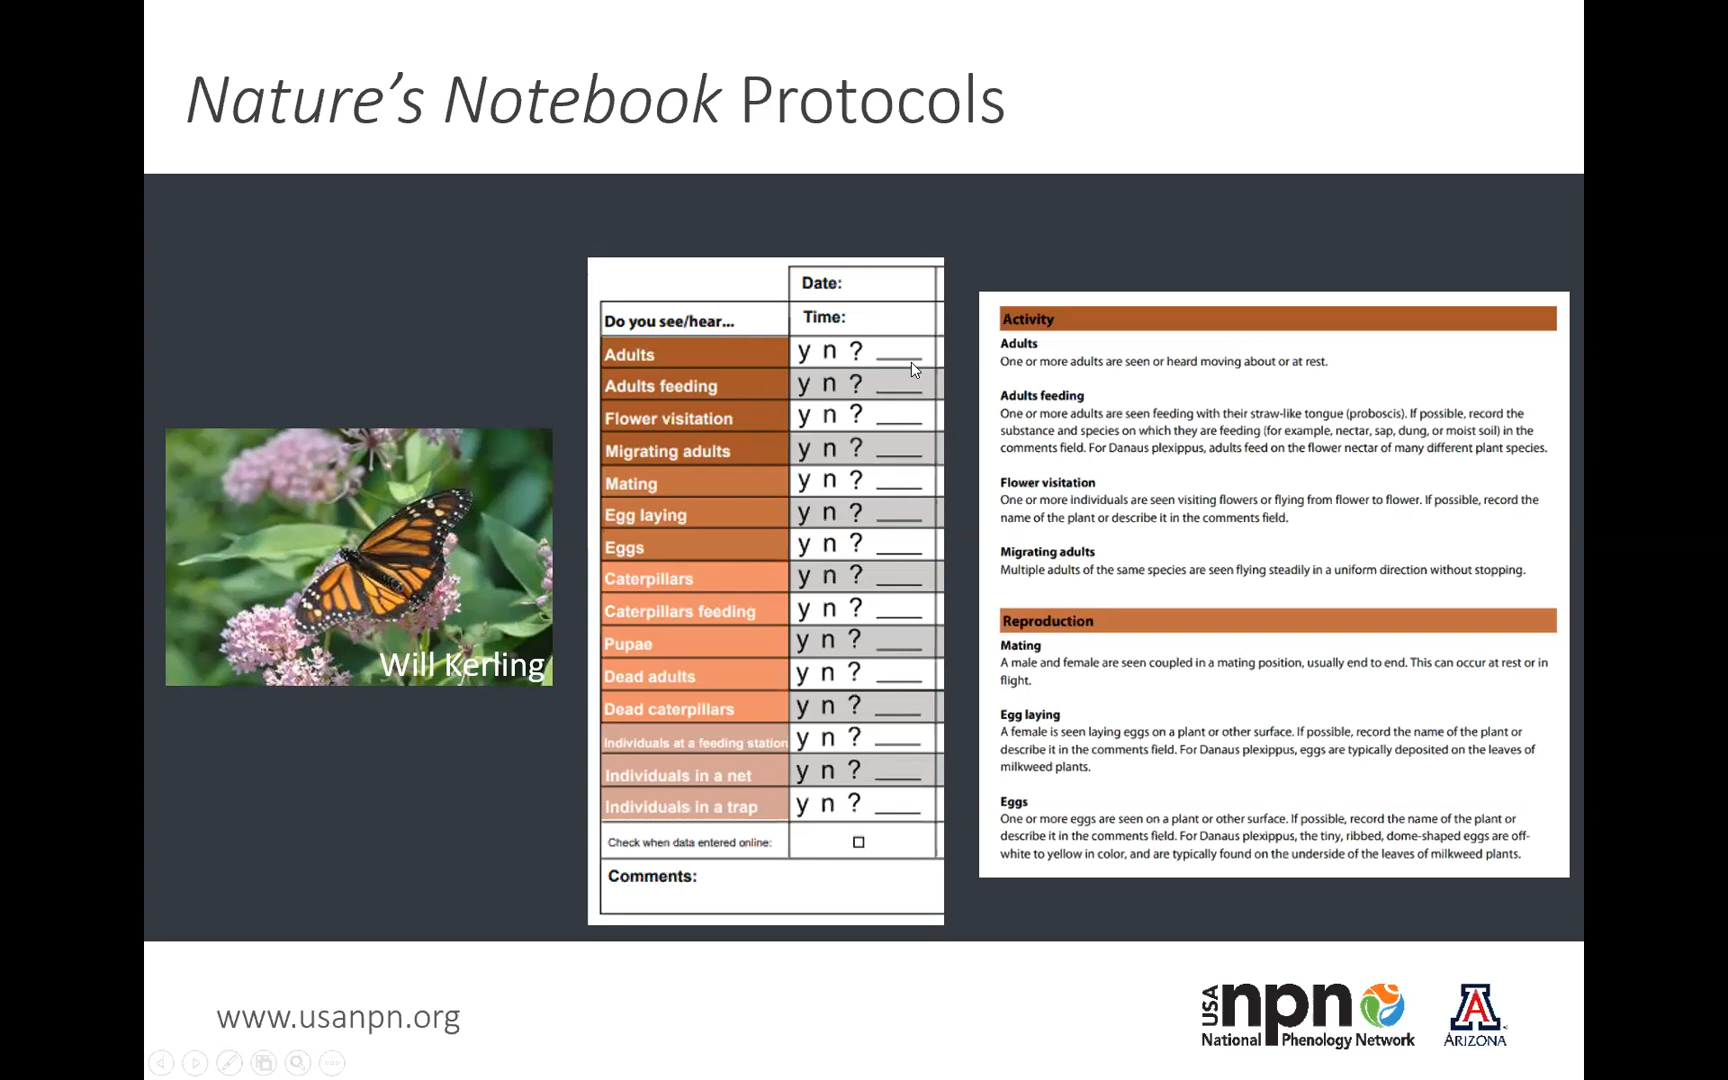 Nature's Notebook Protocols
Will Kerling
Date:
Do you see/hear... Time:
Adults y n ? ____
Adults feeding y n ? ____
Flower visitation y n ? ____
Migrating adults y n ? ____
Mating y n ? ____
Egg laying y n ? ____
Eggs y n ? ____
Caterpillars y n ? ____
Caterpillars feeding y n ? ____
Pupae y n ? ____
Dead adults y n ? ____
Dead caterpillars y n ? ____
Individuals at a feeding station y n ? ____
Individuals in a net y n ? ____
Individuals in a trap y n ? ____
Check when data entered online:
Comments:
Activity
Adults
One or more adults are seen or heard moving about or at rest.
Adults feeding
One or more adults are seen feeding with their straw-like tongue (proboscis). If possible, record the
substance and species on which they are feeding (for example, nectar, sap, dung, or moist soil) in the
comments field. For Danaus plexippus, adults feed on the flower nectar of many different plant species.
Flower visitation
One or more individuals are seen visiting flowers or flying from flower to flower. If possible, record the
name of the plant or describe it in the comments field.
Migrating adults
Multiple adults of the same species are seen flying steadily in a uniform direction without stopping.
Reproduction
Mating
A male and female are seen coupled in a mating position, usually end to end. This can occur at rest or in
flight.
Egg laying
A female is seen laying eggs on a plant or other surface. If possible, record the name of the plant or
describe it in the comments field. For Danaus plexippus, eggs are typically deposited on the leaves of
milkweed plants.
Eggs
One or more eggs are seen on a plant or other surface. If possible, record the name of the plant or
describe it in the comments field. For Danaus plexippus, the tiny, ribbed, dome-shaped eggs are off-
white to yellow in color, and are typically found on the underside of the leaves of milkweed plants.
www.usanpn.org
USA npn
National Phenology Network
A
ARIZONA